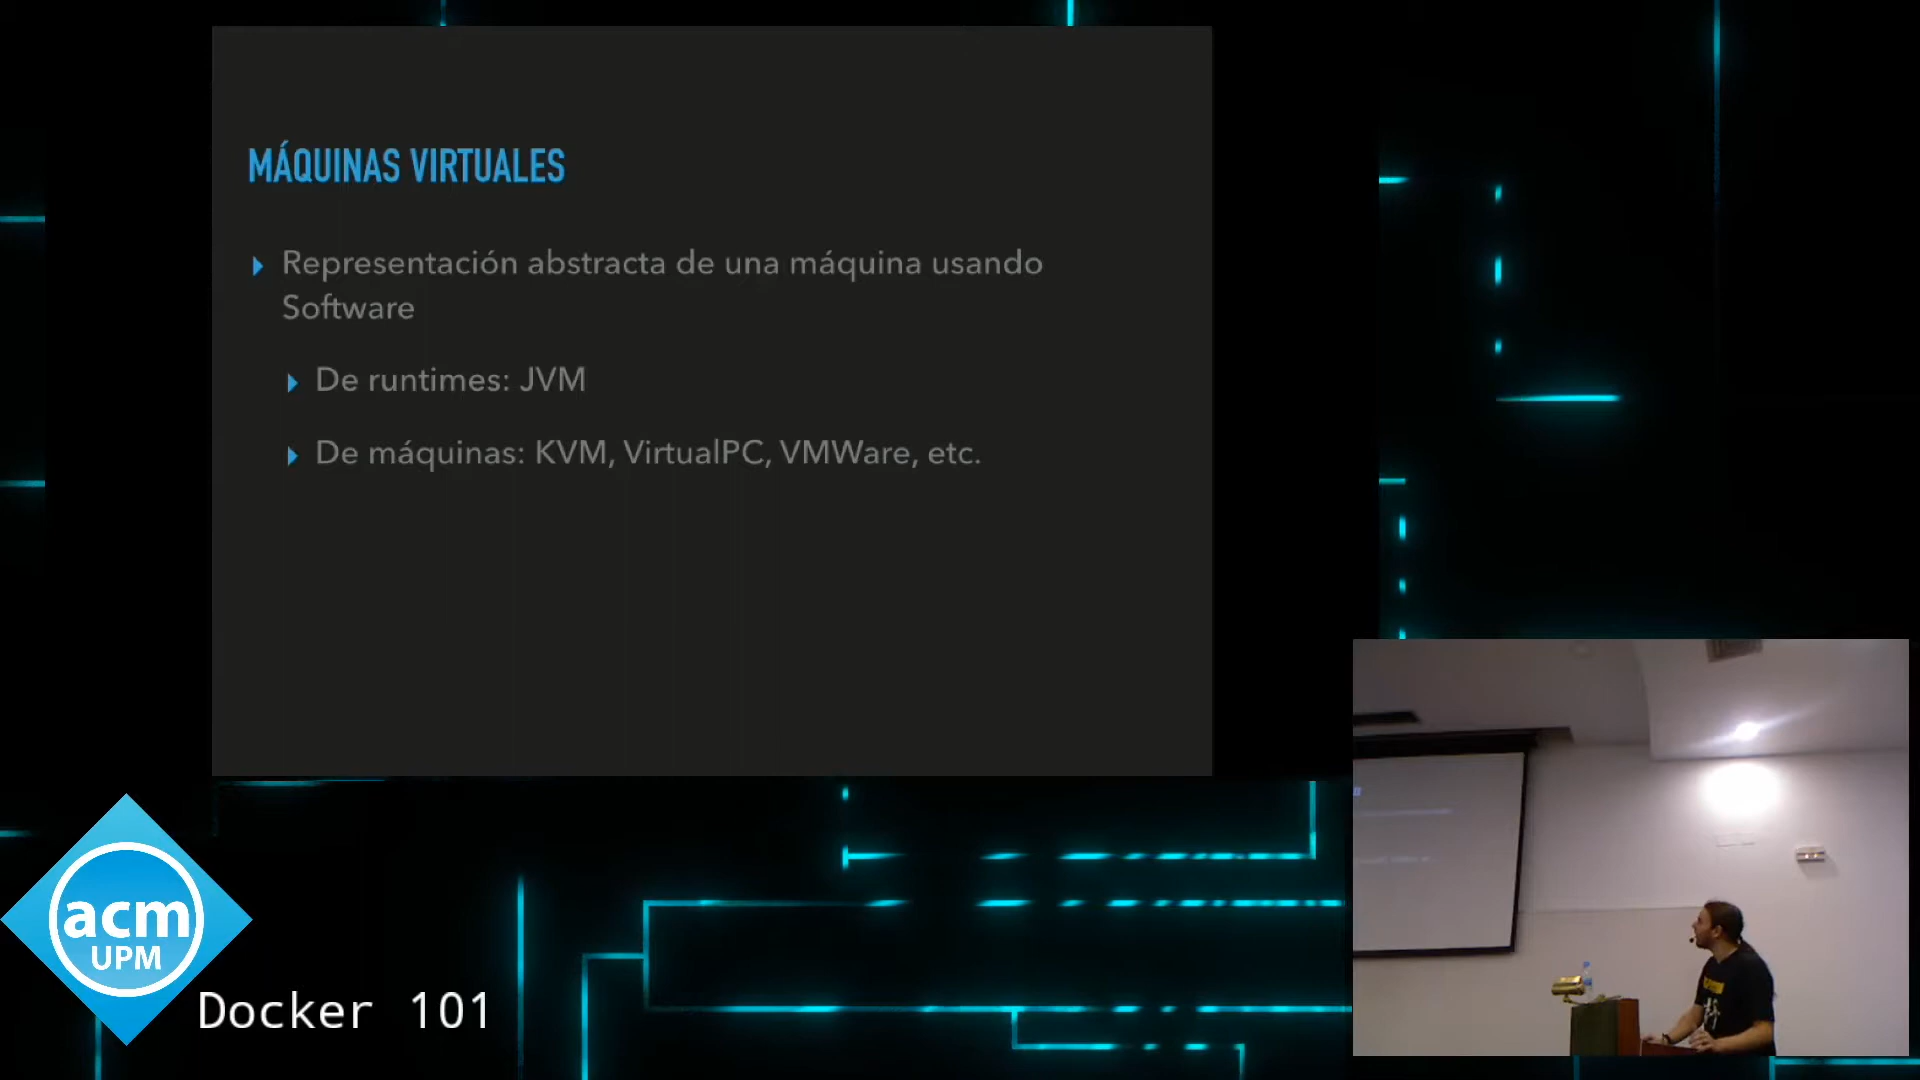 MÁQUINAS VIRTUALES
Representación abstracta de una máquina usando
Software
De runtimes: JVM
De máquinas: KVM, VirtualPC, VMWare, etc.
acm
UPM
Docker 101